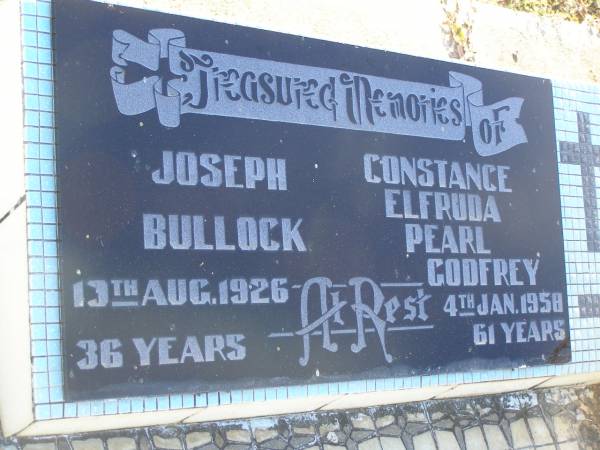 Treasured Memories OF
JOSEPH
BULLOCK
13TH AUG. 1926
36 YEARS
CONSTANCE
ELFRUDA
PEARL
GODFREY
4TH JAN. 1958
61 YEARS
At Rest